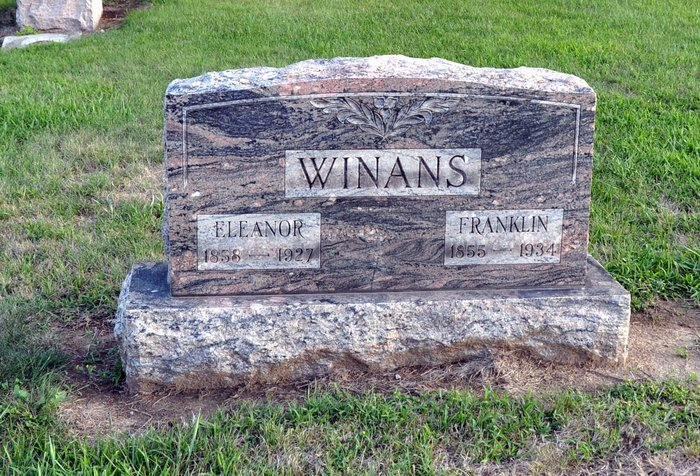 WINANS
ELEANOR
1858 — 1927
FRANKLIN
1855 — 1934